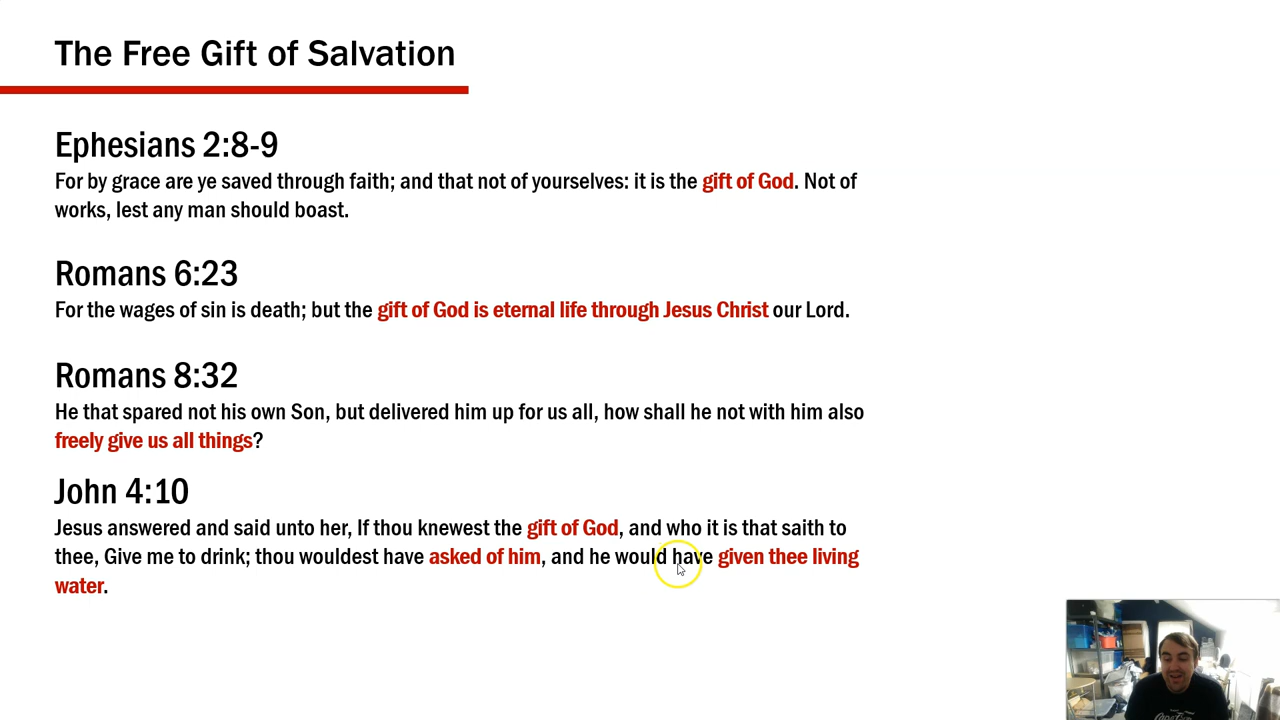 The Free Gift of Salvation
Ephesians 2:8-9
For by grace are ye saved through faith; and that not of yourselves: it is the gift of God. Not of
works, lest any man should boast.
Romans 6:23
For the wages of sin is death; but the gift of God is eternal life through Jesus Christ our Lord.
Romans 8:32
He that spared not his own Son, but delivered him up for us all, how shall he not with him also
freely give us all things?
John 4:10
Jesus answered and said unto her, If thou knewest the gift of God, and who it is that saith to
thee, Give me to drink; thou wouldest have asked of him, and he would have given thee living
water.